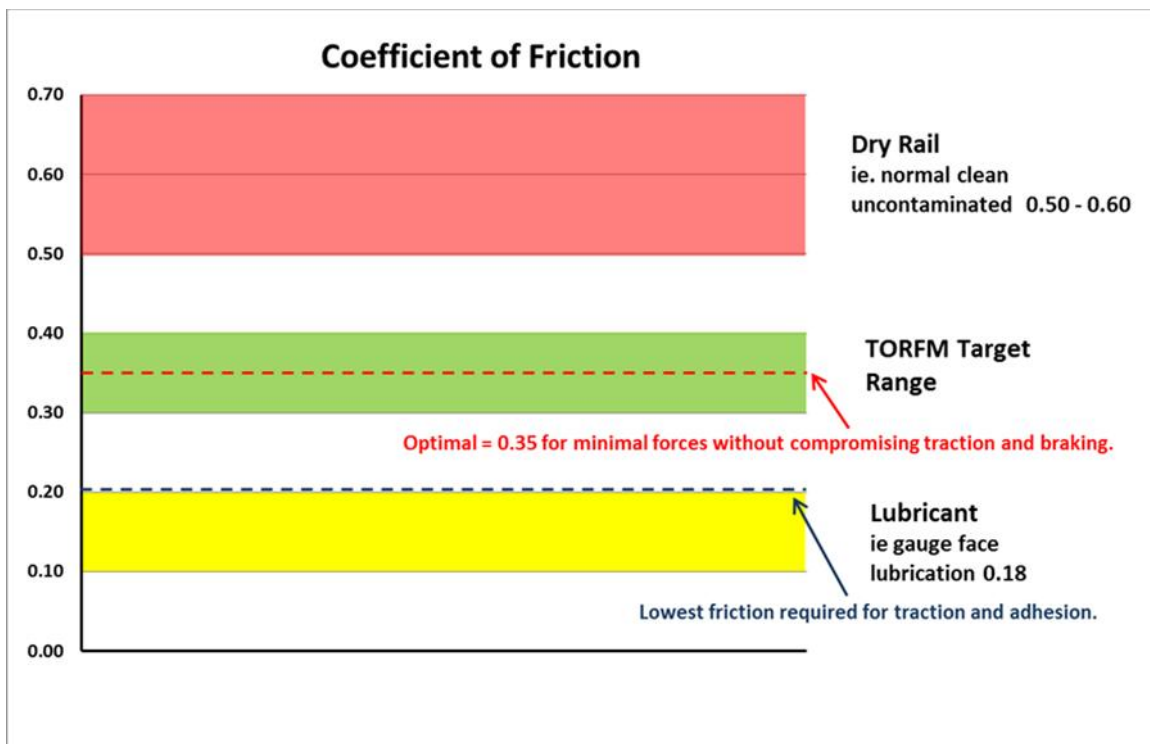 Coefficient of Friction
0.70
0.60
0.50
0.40
0.30
0.20
0.10
0.00
Dry Rail
ie. normal clean
uncontaminated 0.50 - 0.60
TORFM Target
Range
Optimal = 0.35 for minimal forces without compromising traction and braking.
Lubricant
ie gauge face
lubrication 0.18
Lowest friction required for traction and adhesion.